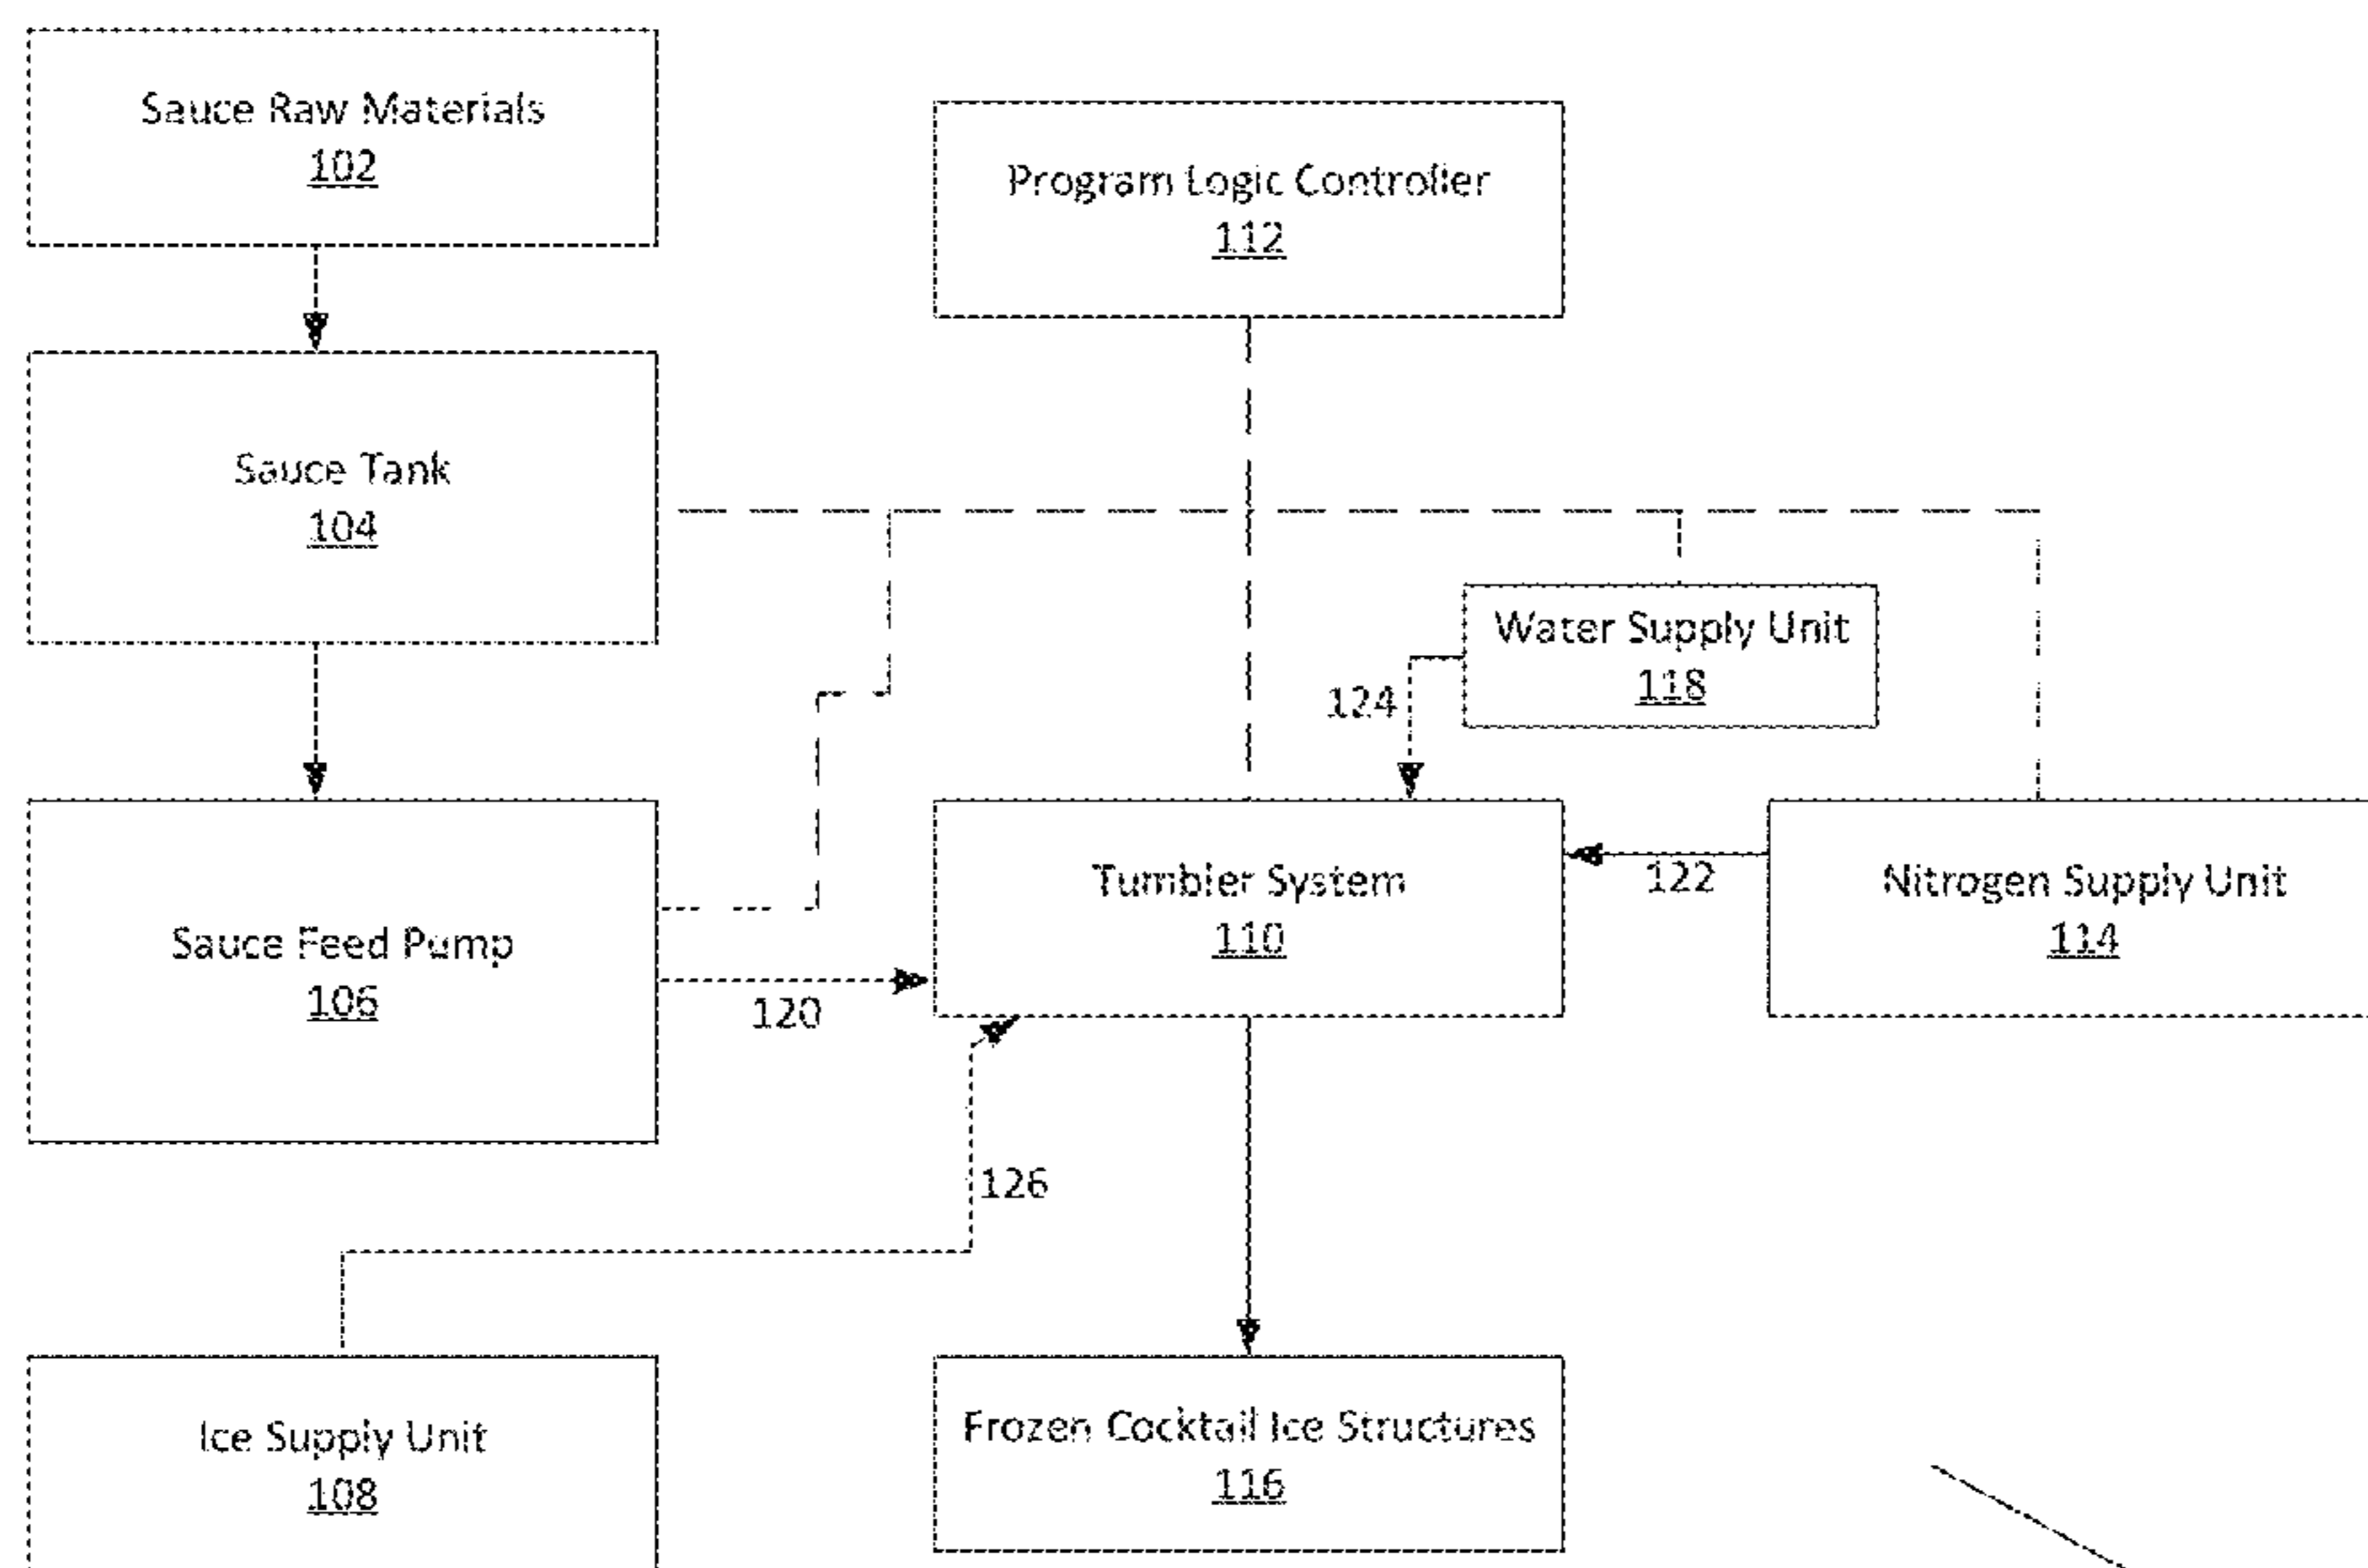 Sauce Raw Materials
102
Program Logic Controller
112
Sauce Tank
104
Water Supply Unit
118
124
Sauce Feed Pump
106
120
Tumbler System
110
122
Nitrogen Supply Unit
114
126
Ice Supply Unit
108
Frozen Cocktail Ice Structures
116